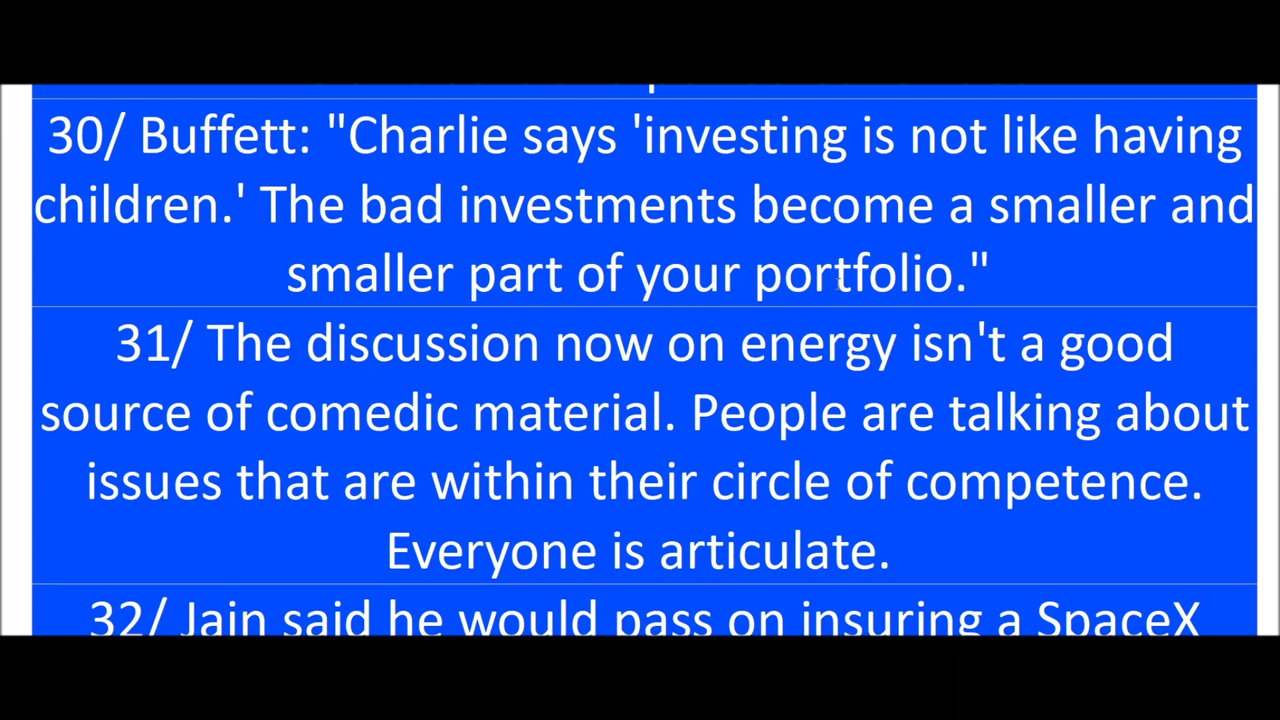 30/ Buffett: "Charlie says 'investing is not like having
children.' The bad investments become a smaller and
smaller part of your portfolio."
31/ The discussion now on energy isn't a good
source of comedic material. People are talking about
issues that are within their circle of competence.
Everyone is articulate.
32/ Jain said he would pass on insuring a SpaceX